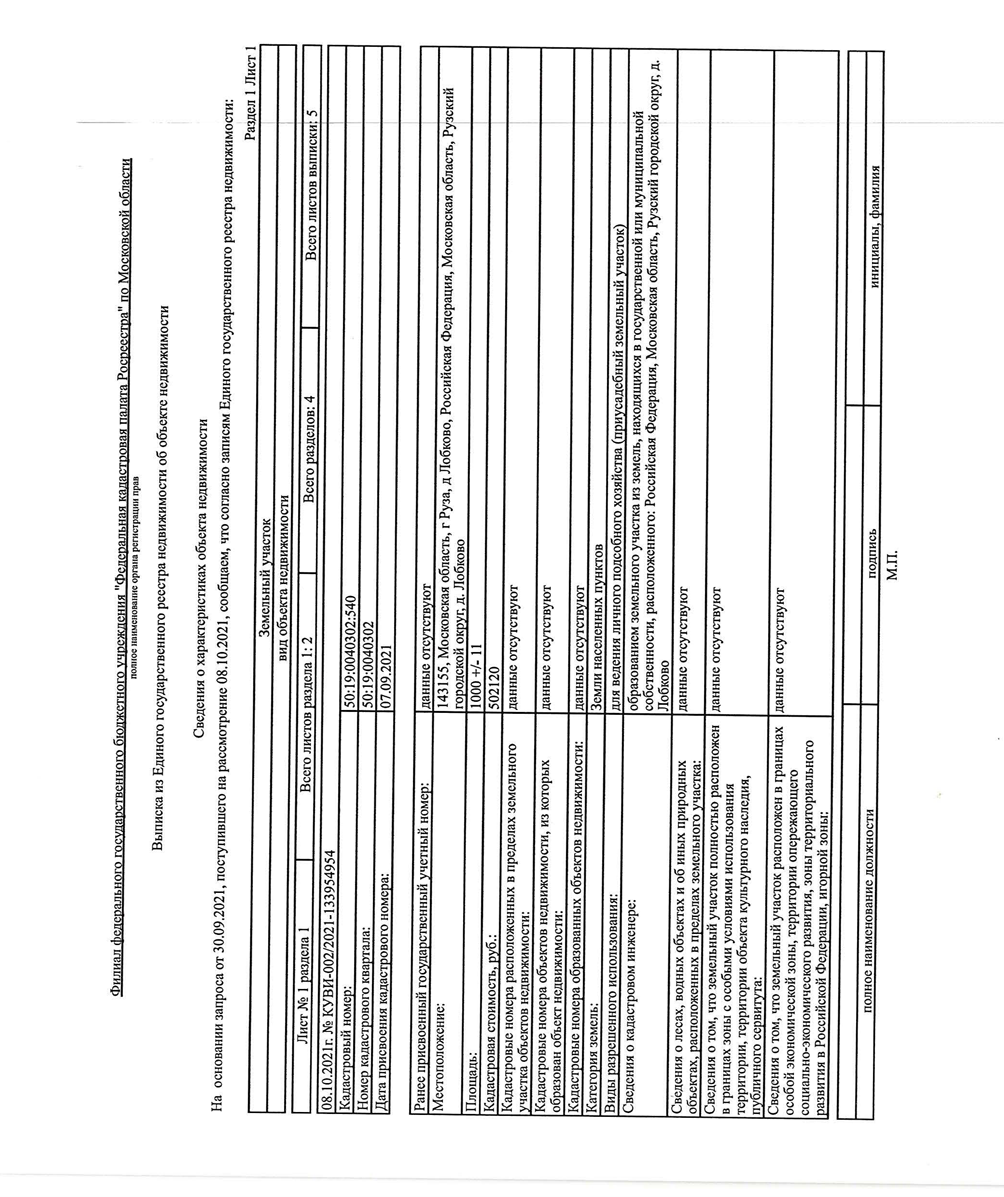 Филиал федерального государственного бюджетного учреждения "Федеральная кадастровая палата Росреестра" по Московской области
полное наименование органа регистрации прав
Выписка из Единого государственного реестра недвижимости об объекте недвижимости
Сведения о характеристиках объекта недвижимости
На основании запроса от 30.09.2021, поступившего на рассмотрение 08.10.2021, сообщаем, что согласно записям Единого государственного реестра недвижимости:
Раздел 1 Лист 1
Земельный участок
вид объекта недвижимости
Лист № 1 раздела 1 Всего листов раздела 1: 2 Всего разделов: 4 Всего листов выписки: 5
08.10.2021г. № КУВИ-002/2021-133954954
Кадастровый номер: 50:19:0040302:540
Номер кадастрового квартала: 50:19:0040302
Дата присвоения кадастрового номера: 07.09.2021
Ранее присвоенный государственный учетный номер: данные отсутствуют
Местоположение: 143155, Московская область, г Руза, д Лобково, Российская Федерация, Московская область, Рузский
городской округ, д. Лобково
Площадь: 1000 +/- 11
Кадастровая стоимость, руб.: 502120
Кадастровые номера расположенных в пределах земельного данные отсутствуют
участка объектов недвижимости:
Кадастровые номера объектов недвижимости, из которых данные отсутствуют
образован объект недвижимости:
Кадастровые номера образованных объектов недвижимости: данные отсутствуют
Категория земель: Земли населенных пунктов
Виды разрешенного использования: для ведения личного подсобного хозяйства (приусадебный земельный участок)
Сведения о кадастровом инженере: образованием земельного участка из земель, находящихся в государственной или муниципальной
собственности, расположенного: Российская Федерация, Московская область, Рузский городской округ, д.
Лобково
Сведения о лесах, водных объектах и об иных природных данные отсутствуют
объектах, расположенных в пределах земельного участка:
Сведения о том, что земельный участок полностью расположен данные отсутствуют
в границах зоны с особыми условиями использования
территории, территории объекта культурного наследия,
публичного сервитута:
Сведения о том, что земельный участок расположен в границах данные отсутствуют
особой экономической зоны, территории опережающего
социально-экономического развития, зоны территориального
развития в Российской Федерации, игорной зоны:
полное наименование должности подпись инициалы, фамилия
М.П.